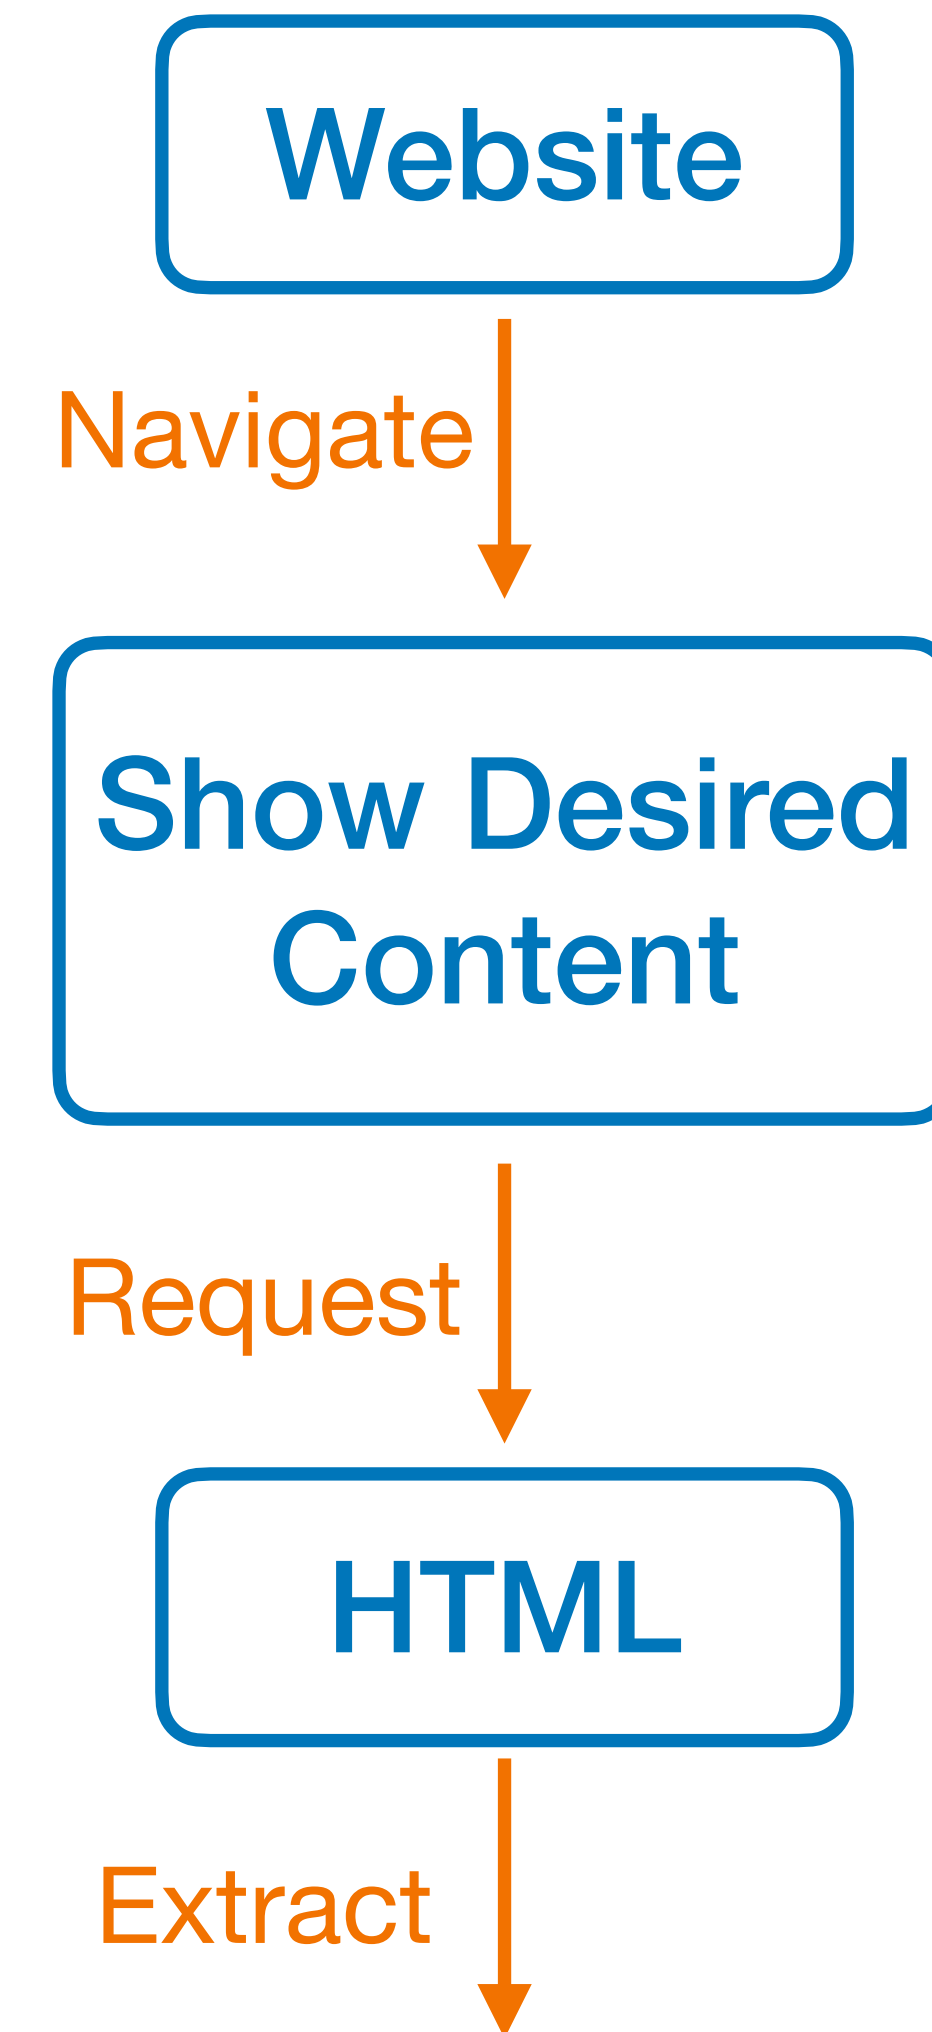 Website
Navigate
Show Desired
Content
Request
HTML
Extract